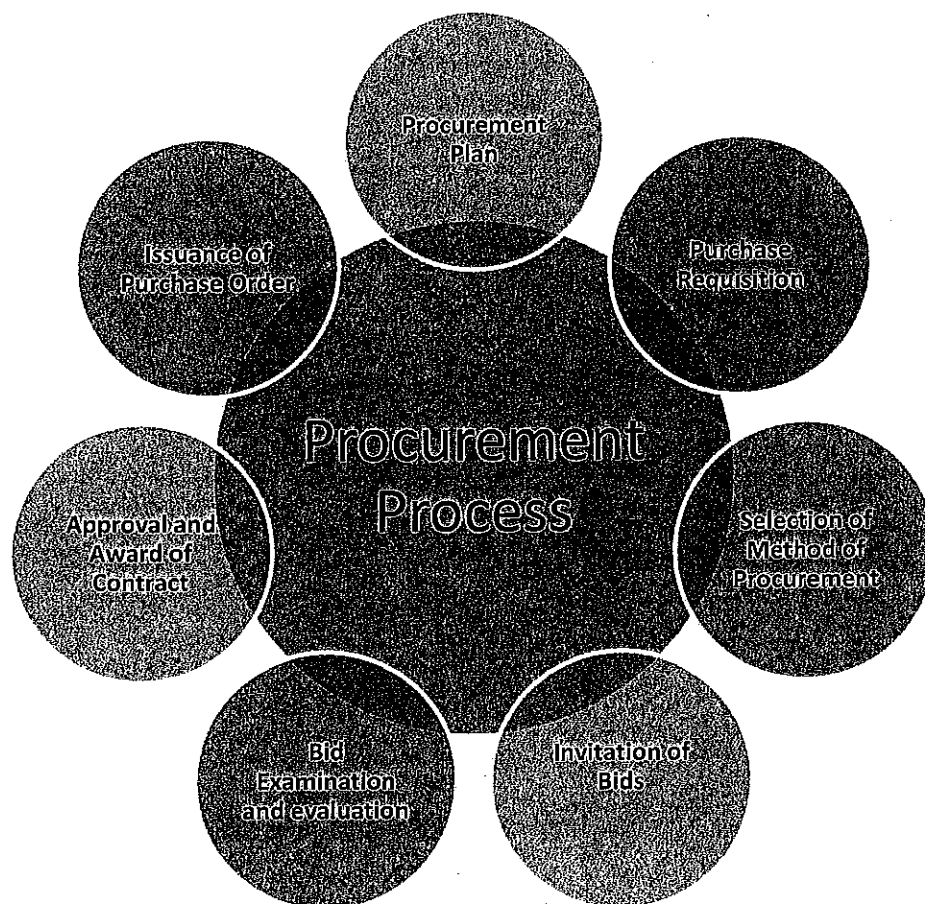 Procurement
Plan
Purchase
Requisition
Selection of
Method of
Procurement
Invitation of
Bids
Bid
Examination
and evaluation
Approval and
Award of
Contract
Issuance of
Purchase Order
Procurement
Process